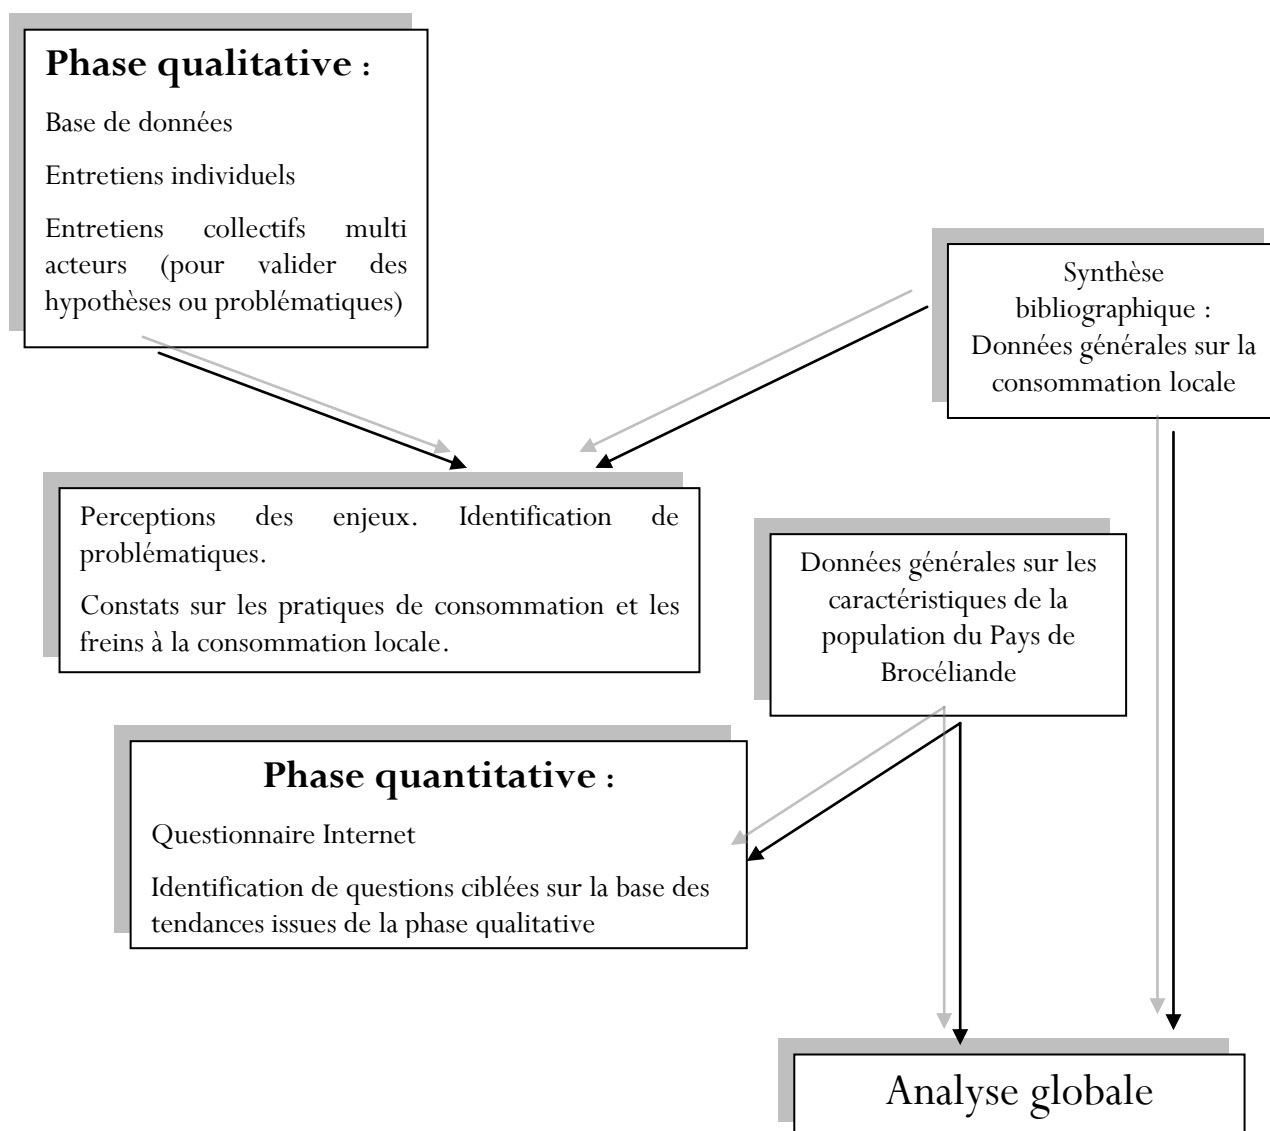 Phase qualitative :
Base de données
Entretiens individuels
Entretiens collectifs multi
acteurs (pour valider des
hypothèses ou problématiques)
Synthèse
bibliographique :
Données générales sur la
consommation locale
Perceptions des enjeux. Identification de
problématiques.
Constats sur les pratiques de consommation et les
freins à la consommation locale.
Données générales sur les
caractéristiques de la
population du Pays de
Brocéliande
Phase quantitative :
Questionnaire Internet
Identification de questions ciblées sur la base des
tendances issues de la phase qualitative
Analyse globale